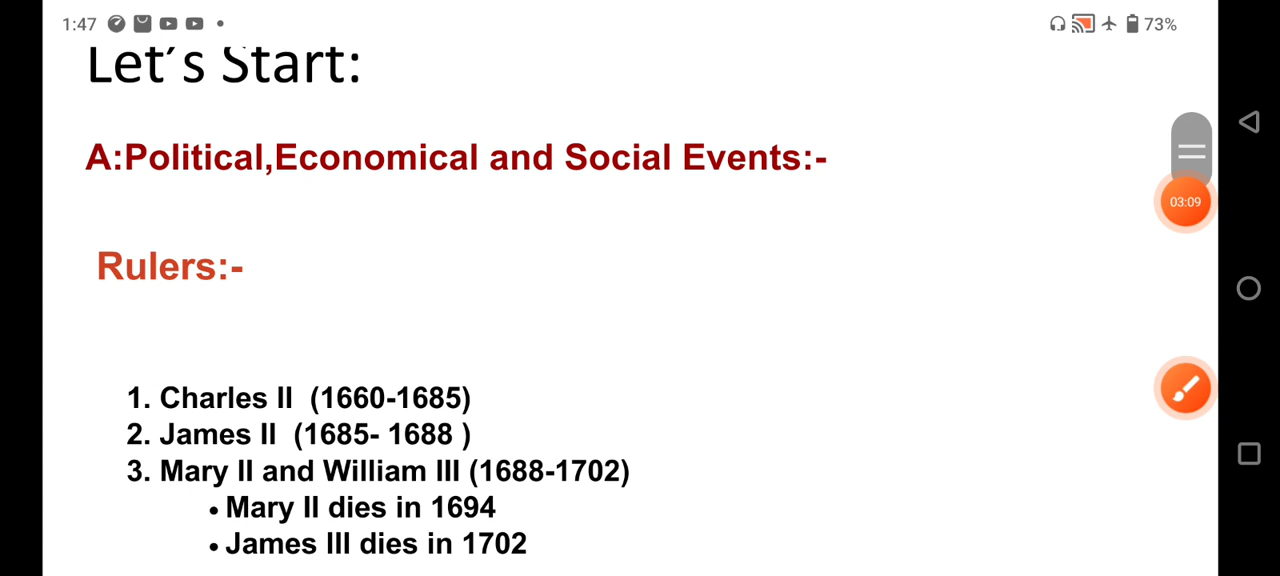 1:47
73%
Let's Start:
A:Political,Economical and Social Events:-
03:09
Rulers:-
1. Charles II (1660-1685)
2. James II (1685- 1688 )
3. Mary II and William III (1688-1702)
• Mary II dies in 1694
• James III dies in 1702